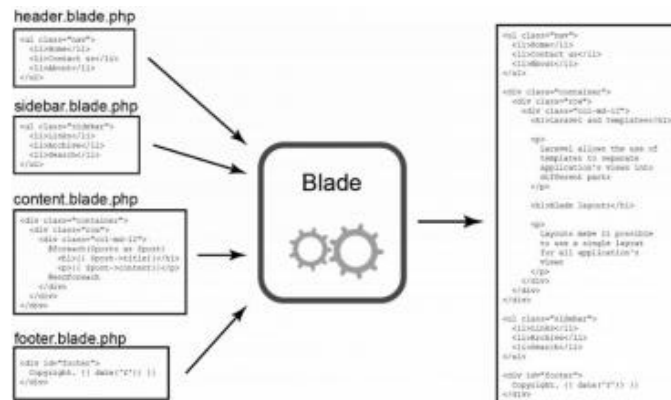 header.blade.php
<ul class="nav">
<li>Home</li>
<li>Contact us</li>
<li>About</li>
</ul>
sidebar.blade.php
<ul class="sidebar">
<li>Links</li>
<li>Archive</li>
<li>Search</li>
</ul>
content.blade.php
<div class="container">
<div class="row">
<div class="col-md-12">
@foreach($posts as $post)
<h1>{{ $post->title}}</h1>
<p>{{ $post->content}}</p>
@endforeach
</div>
</div>
</div>
footer.blade.php
<div id="footer">
Copyright, {{ date('Y') }}
</div>
Blade
<ul class="nav">
<li>Home</li>
<li>Contact us</li>
<li>About</li>
</ul>
<div class="container">
<div class="row">
<div class="col-md-12">
<h1>Laravel and templates</h1>
<p>
Laravel allows the use of
templates to separate
application's views into
different parts
</p>
<h1>Blade layouts</h1>
<p>
Layouts make it possible
to use a single layout
for all application's
views
</p>
</div>
</div>
</div>
<ul class="sidebar">
<li>Links</li>
<li>Archive</li>
<li>Search</li>
</ul>
<div id="footer">
Copyright, {{ date('Y') }}
</div>